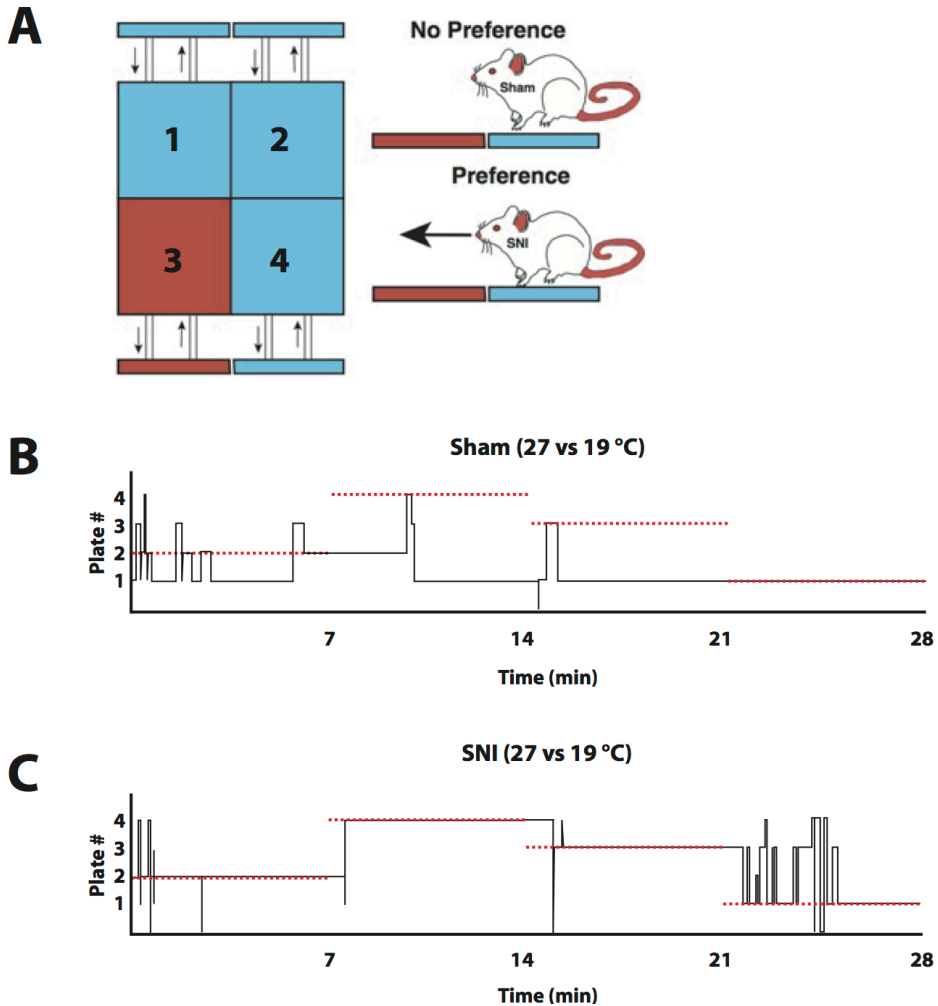 A
No Preference
Sham
1 2
3 4
Preference
SNI
B
Sham (27 vs 19 °C)
Plate #
4
3
2
1
7 14 21 28
Time (min)
C
SNI (27 vs 19 °C)
Plate #
4
3
2
1
7 14 21 28
Time (min)